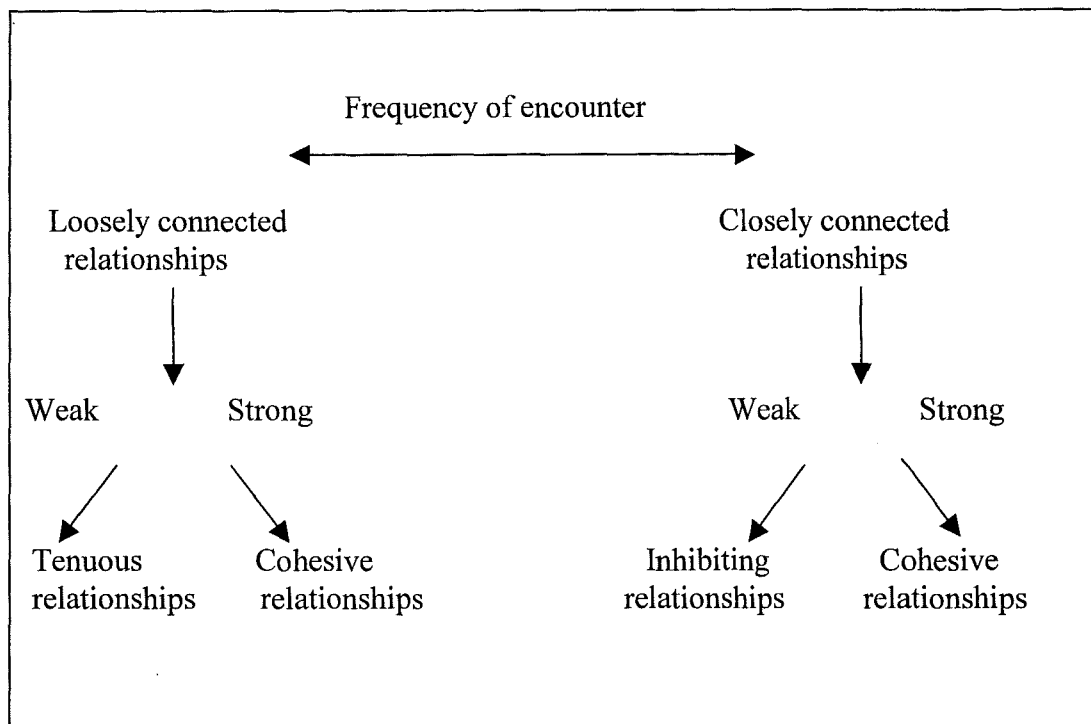 Frequency of encounter
Loosely connected
relationships
Closely connected
relationships
Weak
Strong
Weak
Strong
Tenuous
relationships
Cohesive
relationships
Inhibiting
relationships
Cohesive
relationships